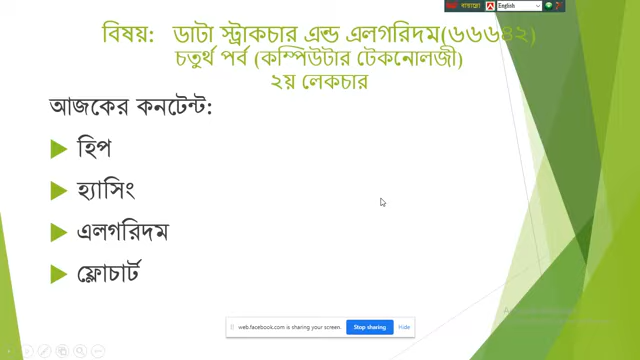 English
বিষয়: ডাটা স্ট্রাকচার এন্ড এলগরিদম(৬৬৬৪২)
চতুর্থ পর্ব (কম্পিউটার টেকনোলজী)
২য় লেকচার
আজকের কনটেন্ট:
হিপ
হ্যাসিং
এলগরিদম
ফ্লোচার্ট
web.facebook.com is sharing your screen. Stop sharing Hide